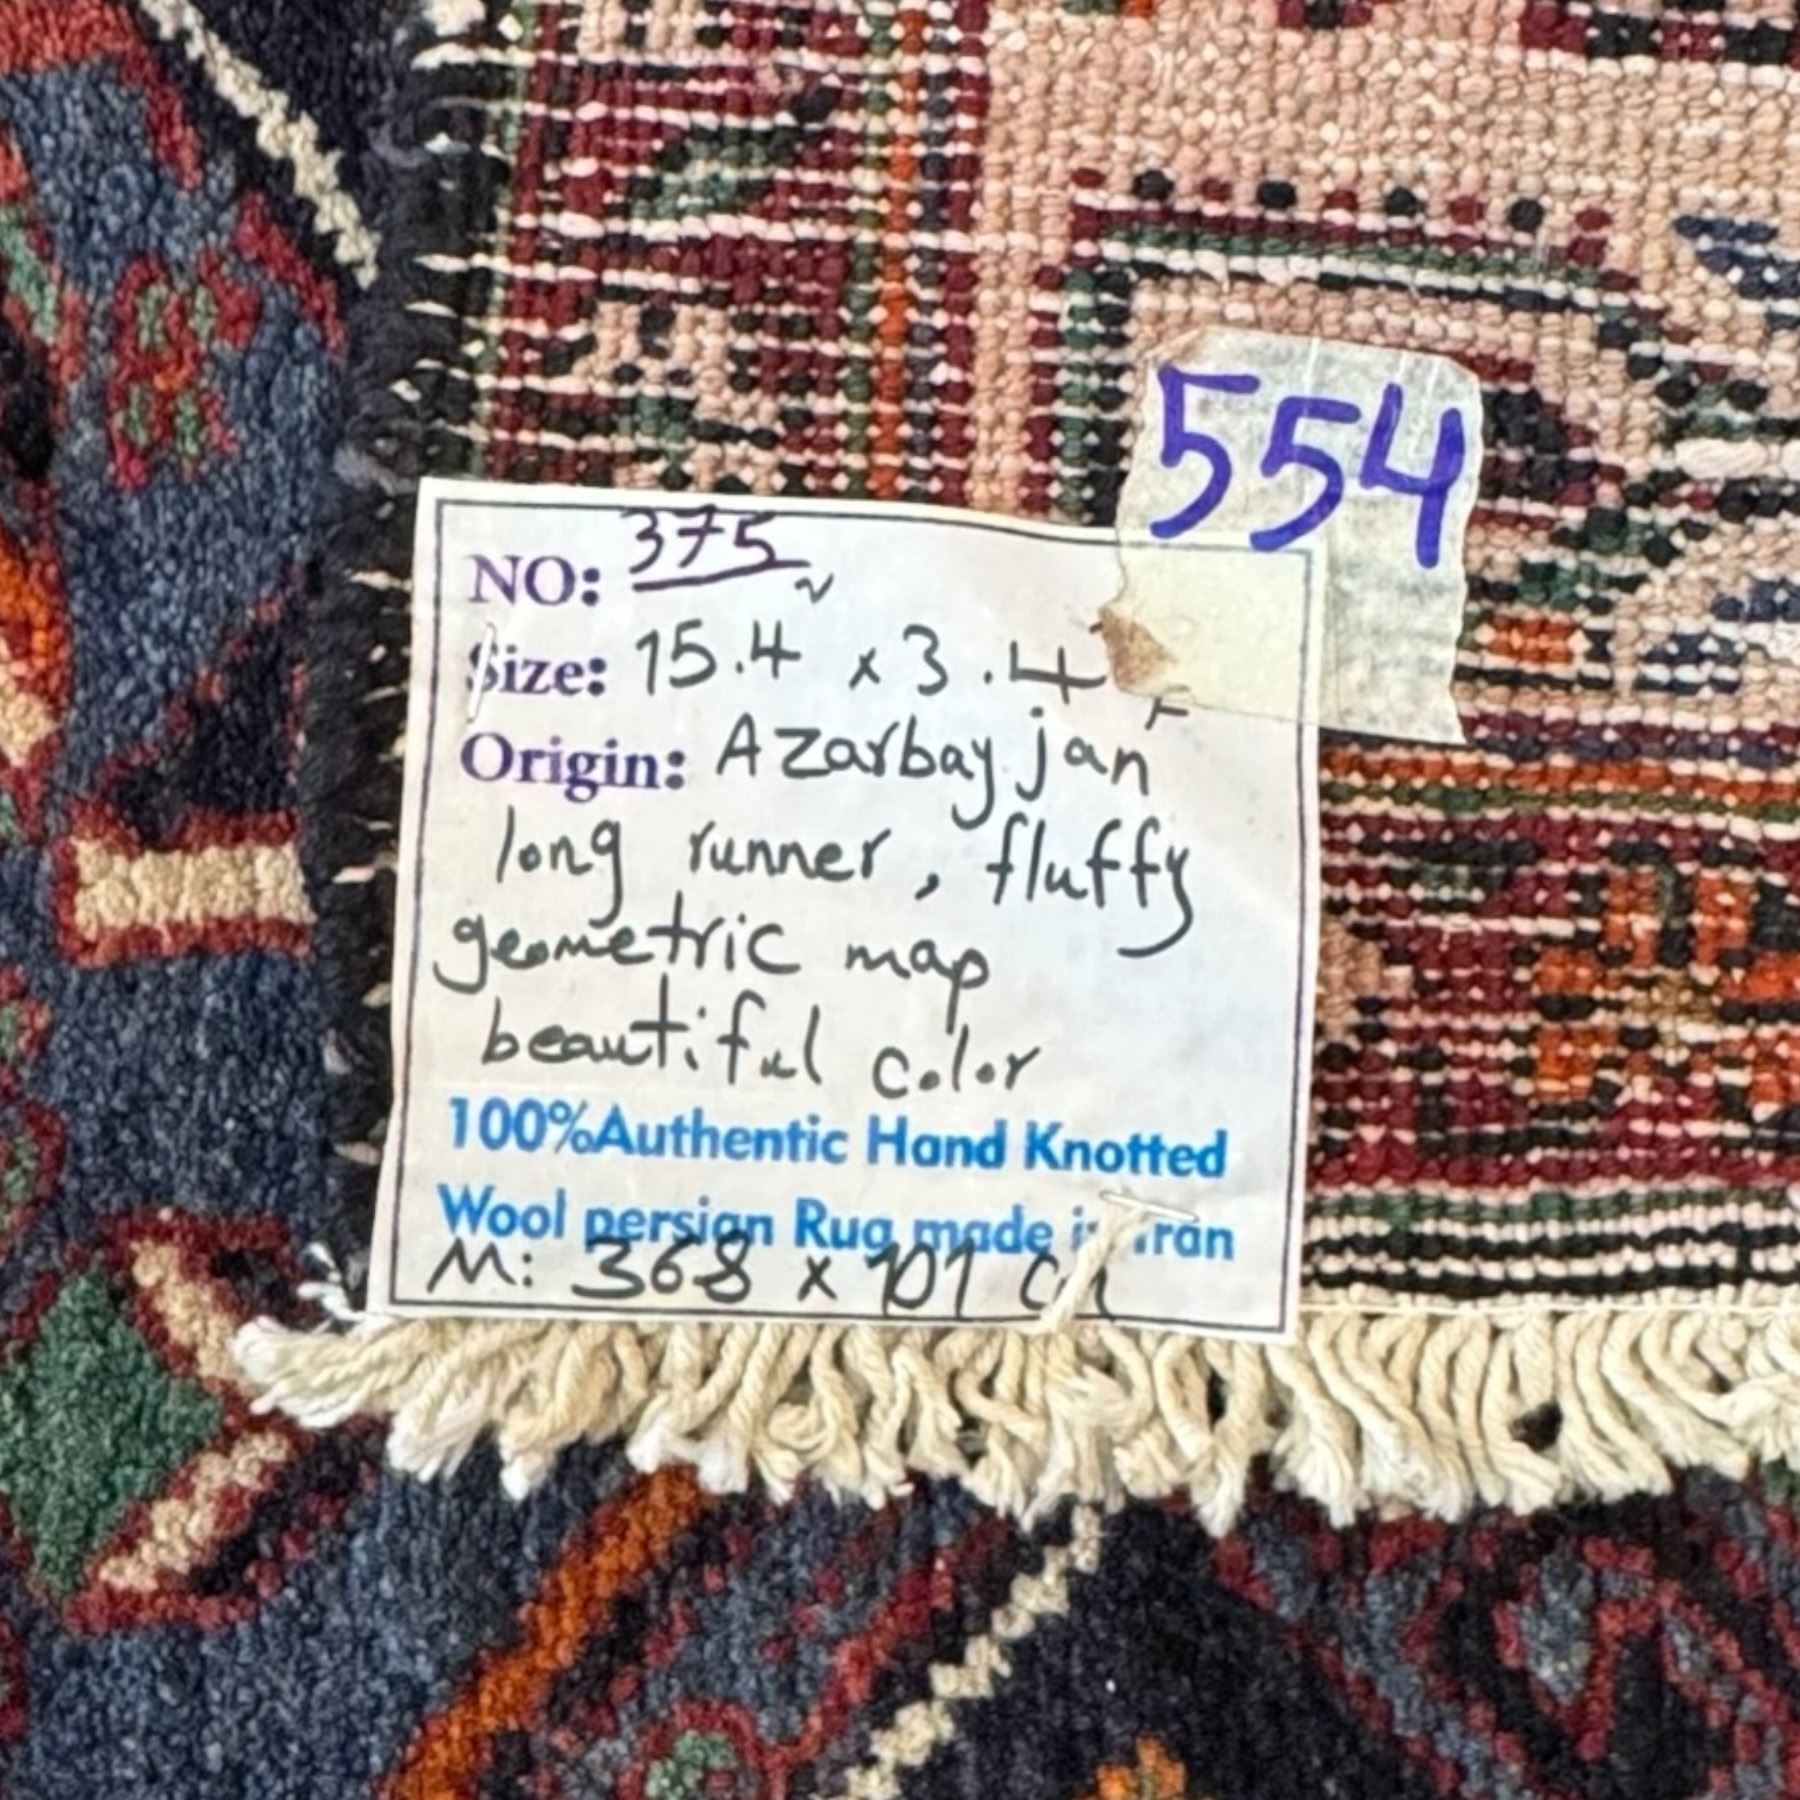 554
NO: 375
Size: 15.4 x 3.4
Origin: Azarbayjan
long runner, fluffy
geometric map
beautiful color
100%Authentic Hand Knotted
Wool persian Rug made in Iran
M: 368 x 101 cm